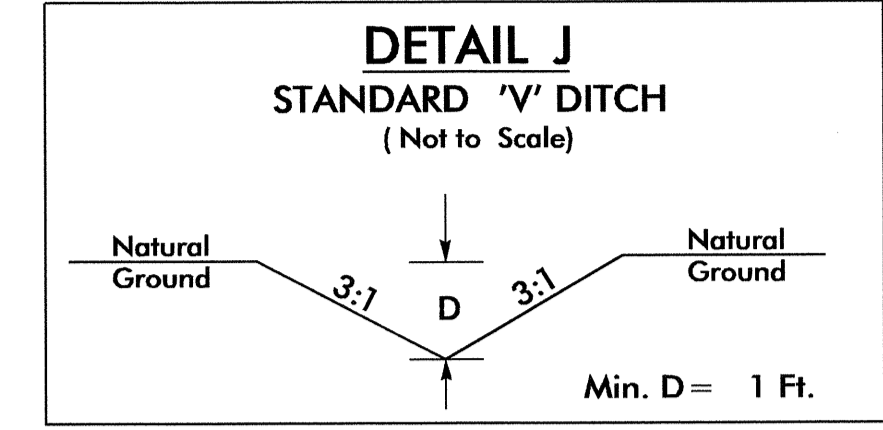 DETAIL J
STANDARD 'V' DITCH
( Not to Scale)
Natural
Ground
3:1
D
3:1
Natural
Ground
Min. D = 1 Ft.